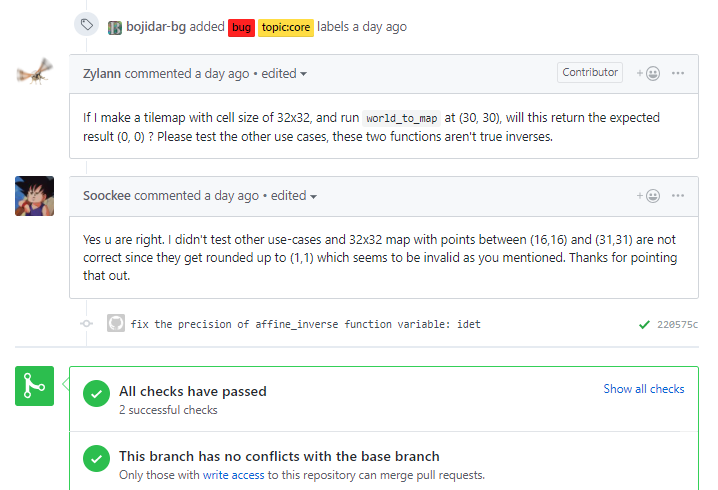 bojidar-bg added bug topic:core labels a day ago
Zylann commented a day ago • edited
Contributor
If I make a tilemap with cell size of 32x32, and run world_to_map at (30, 30), will this return the expected
result (0, 0) ? Please test the other use cases, these two functions aren't true inverses.
Soockee commented a day ago • edited
Yes u are right. I didn't test other use-cases and 32x32 map with points between (16,16) and (31,31) are not
correct since they get rounded up to (1,1) which seems to be invalid as you mentioned. Thanks for pointing
that out.
fix the precision of affine_inverse function variable: idet
220575c
All checks have passed
Show all checks
2 successful checks
This branch has no conflicts with the base branch
Only those with write access to this repository can merge pull requests.